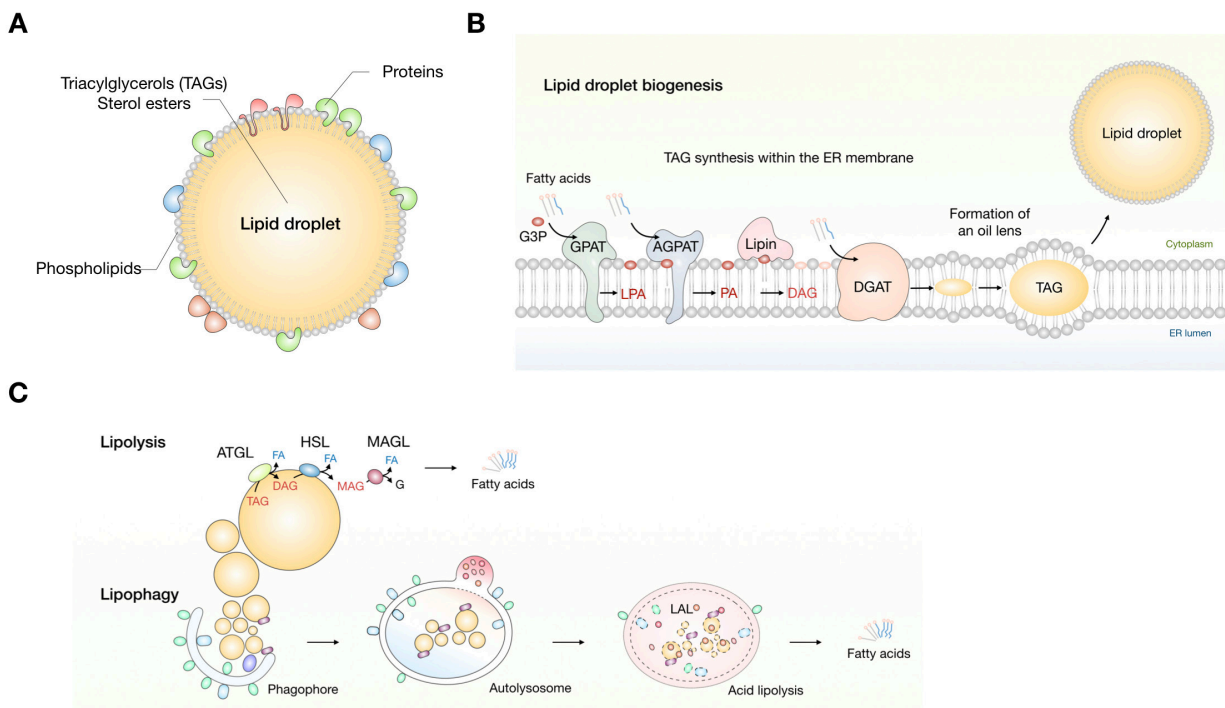 A
Triacylglycerols (TAGs)
Sterol esters
Proteins
Lipid droplet
Phospholipids
B
Lipid droplet biogenesis
Lipid droplet
TAG synthesis within the ER membrane
Fatty acids
Formation of
an oil lens
G3P
GPAT
AGPAT
Lipin
Cytoplasm
LPA
PA
DAG
DGAT
TAG
ER lumen
C
Lipolysis
ATGL
HSL
MAGL
FA
FA
FA
TAG
DAG
MAG
G
Fatty acids
Lipophagy
LAL
Phagophore
Autolysosome
Acid lipolysis
Fatty acids